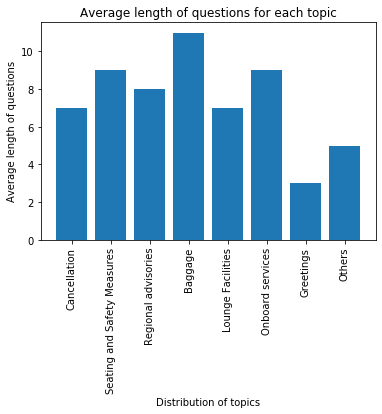 Average length of questions for each topic
Average length of questions
10
8
6
4
2
0
Cancellation
Seating and Safety Measures
Regional advisories
Baggage
Lounge Facilities
Onboard services
Greetings
Others
Distribution of topics